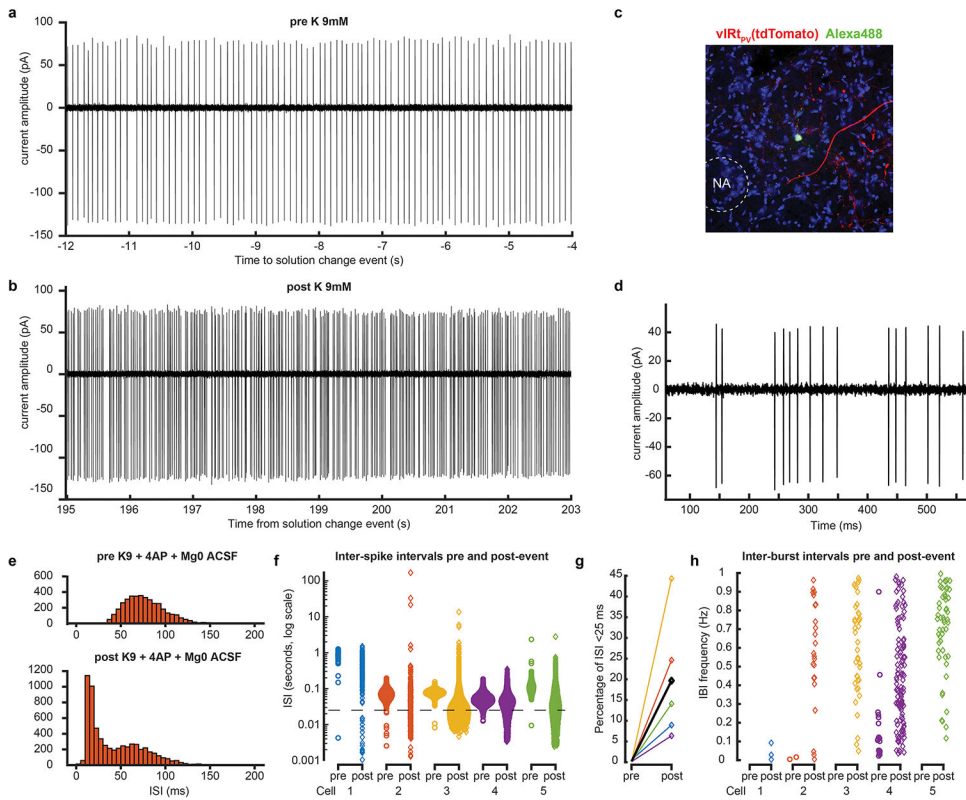 a
pre K 9mM
current amplitude (pA)
100
50
0
-50
-100
-150
-12 -11 -10 -9 -8 -7 -6 -5 -4
Time to solution change event (s)
b
post K 9mM
current amplitude (pA)
100
50
0
-50
-100
-150
195 196 197 198 199 200 201 202 203
Time from solution change event (s)
c
vIRtPV(tdTomato) Alexa488
NA
d
current amplitude (pA)
40
20
0
-20
-40
-60
100 200 300 400 500
Time (ms)
e
pre K9 + 4AP + Mg0 ACSF
600
400
200
0
0 50 100 150 200
post K9 + 4AP + Mg0 ACSF
1200
1000
800
600
400
200
0
0 50 100 150 200
ISI (ms)
f
Inter-spike intervals pre and post-event
ISI (seconds, log scale)
100
10
1
0.1
0.01
0.001
pre post pre post pre post pre post pre post
Cell 1 2 3 4 5
g
Percentage of ISI <25 ms
45
40
35
30
25
20
15
10
5
0
pre post
h
Inter-burst intervals pre and post-event
IBI frequency (Hz)
1
0.9
0.8
0.7
0.6
0.5
0.4
0.3
0.2
0.1
0
pre post pre post pre post pre post pre post
Cell 1 2 3 4 5